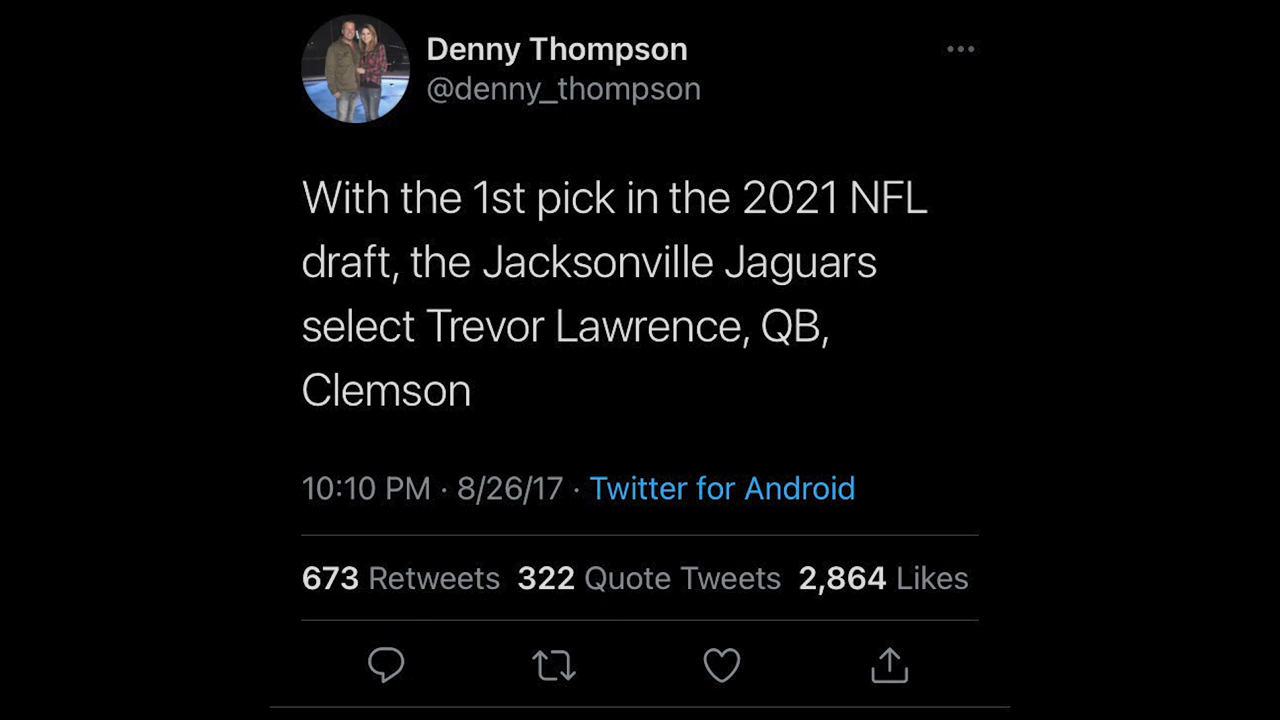 Denny Thompson
@denny_thompson
With the 1st pick in the 2021 NFL
draft, the Jacksonville Jaguars
select Trevor Lawrence, QB,
Clemson
10:10 PM · 8/26/17 · Twitter for Android
673 Retweets 322 Quote Tweets 2,864 Likes